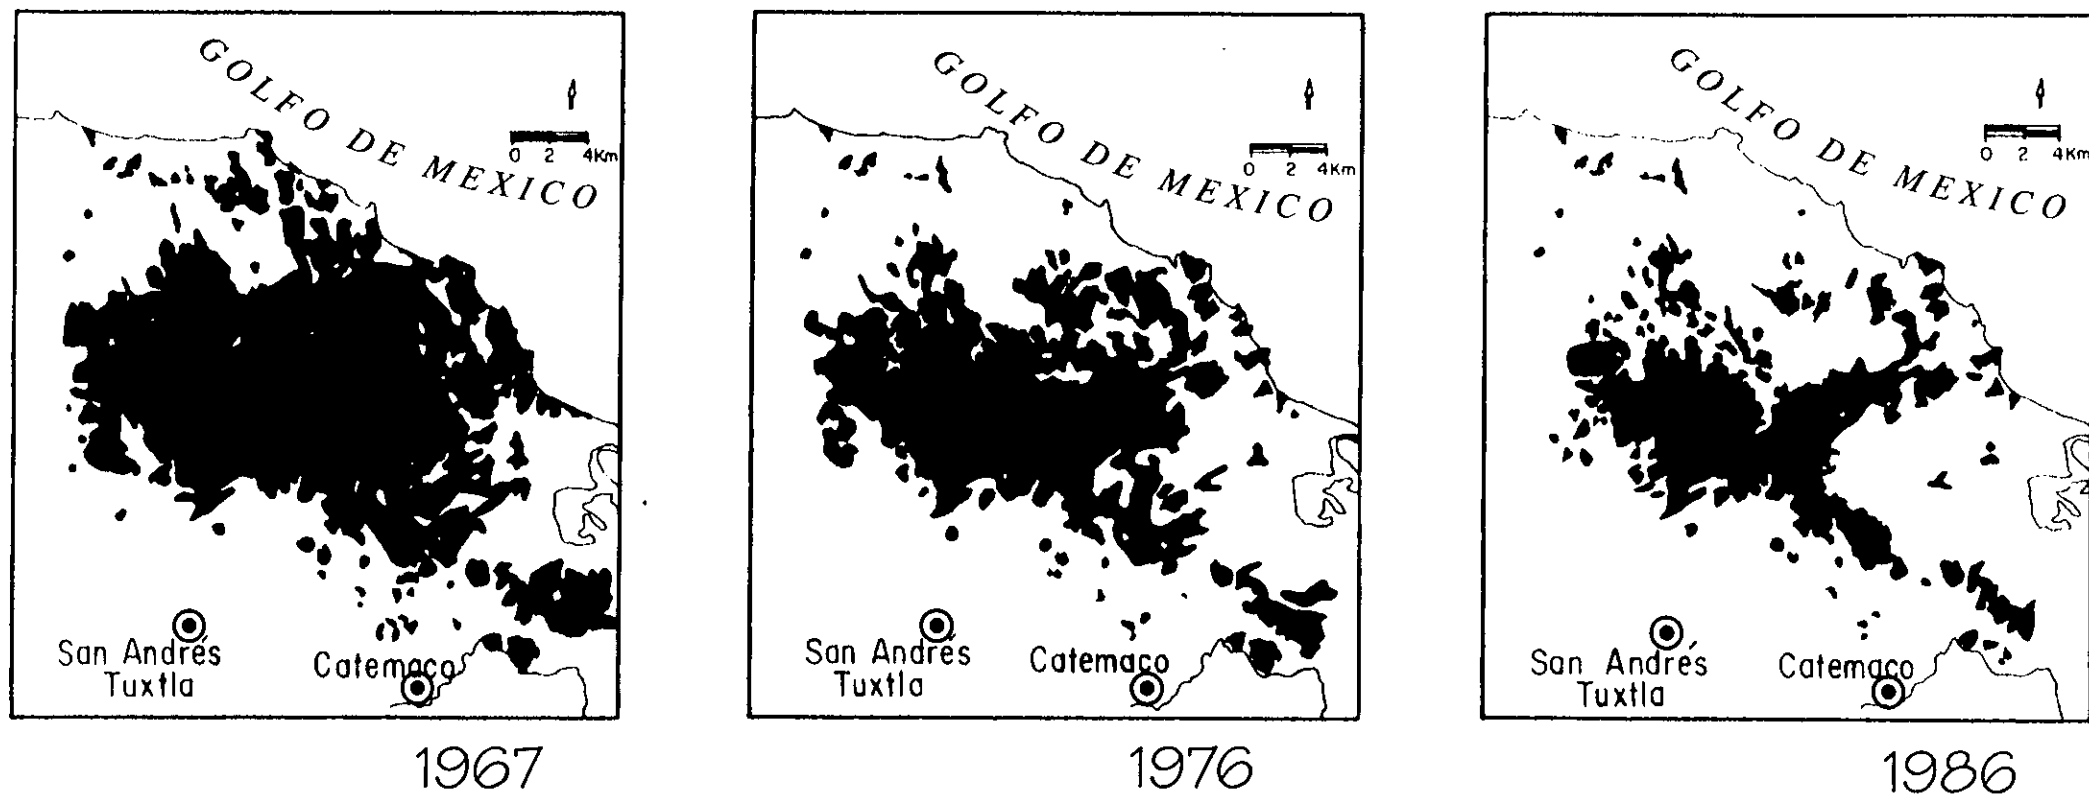 GOLFO DE MEXICO
0 2 4Km
San Andrés
Tuxtla
Catemaco
1967
GOLFO DE MEXICO
0 2 4Km
San Andrés
Tuxtla
Catemaco
1976
GOLFO DE MEXICO
0 2 4Km
San Andrés
Tuxtla
Catemaco
1986